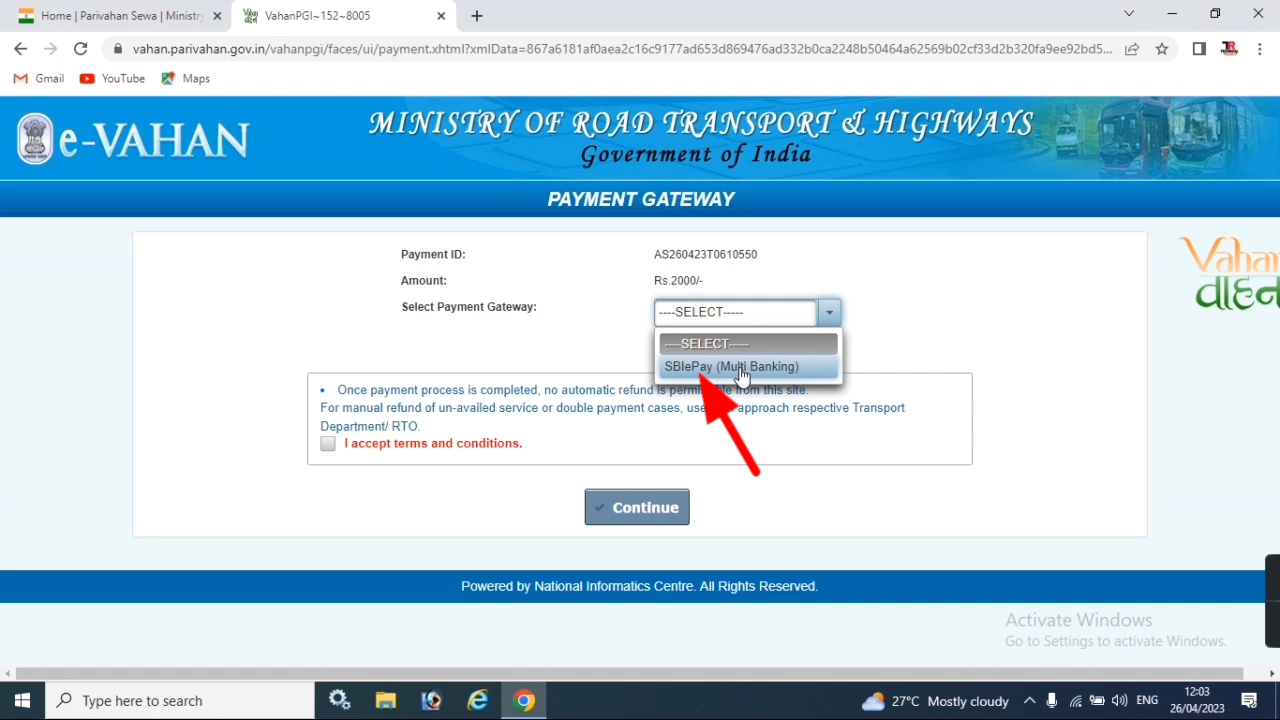 Home | Parivahan Sewa | Ministry
VahanPGI~152~8005
vahan.parivahan.gov.in/vahanpgi/faces/ui/payment.xhtml?xmlData=867a6181af0aea2c16c9177ad653d869476ad332b0ca2248b50464a62569b02cf33d2b320fa9ee92bd5...
Gmail
YouTube
Maps
e-VAHAN
MINISTRY OF ROAD TRANSPORT & HIGHWAYS
Government of India
PAYMENT GATEWAY
Payment ID: AS260423T0610550
Amount: Rs.2000/-
Select Payment Gateway: ----SELECT-----
----SELECT-----
SBIePay (Multi Banking)
Vahan
वाहन
• Once payment process is completed, no automatic refund is from this site.
For manual refund of un-availed service or double payment cases, approach respective Transport
Department/ RTO.
I accept terms and conditions.
Continue
Powered by National Informatics Centre. All Rights Reserved.
Activate Windows
Go to Settings to activate Windows.
Type here to search
27°C Mostly cloudy
ENG
12:03
26/04/2023